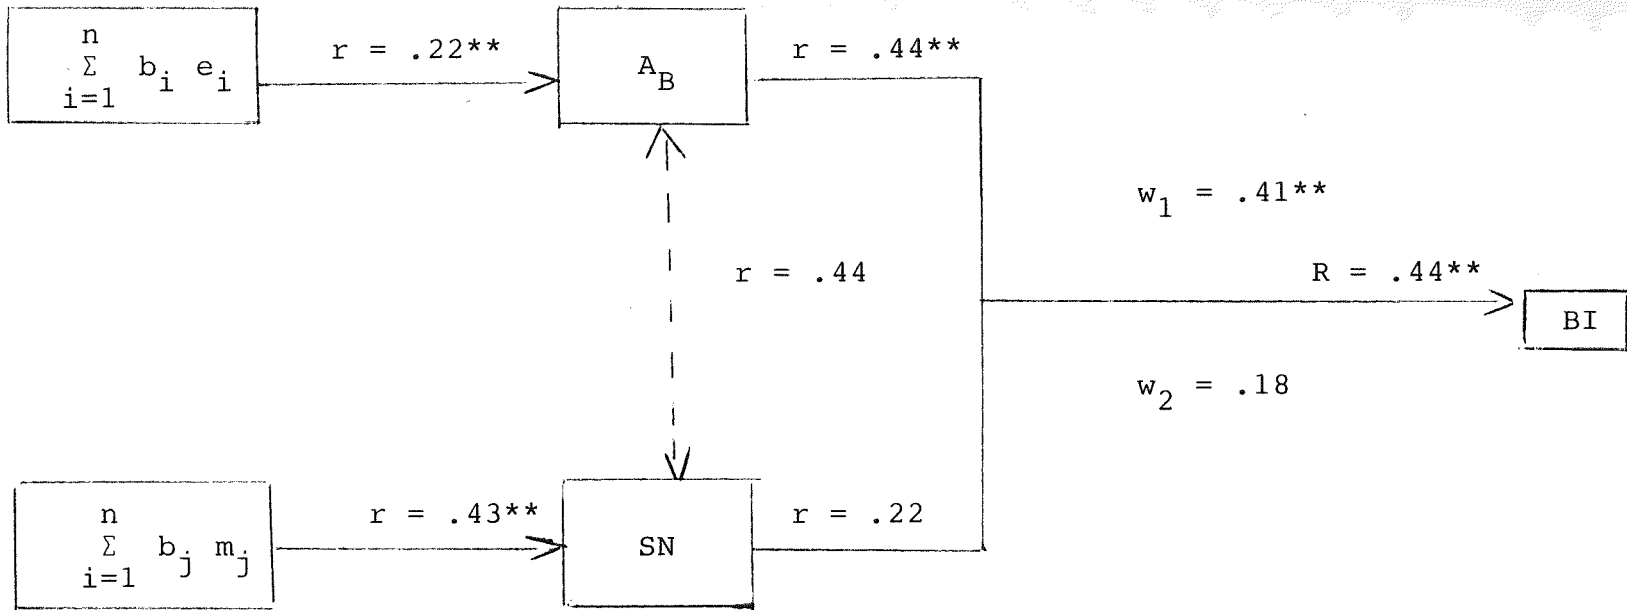 n
Σ b_i e_i
i=1
r = .22**
A_B
r = .44**
w_1 = .41**
r = .44
R = .44**
BI
w_2 = .18
n
Σ b_j m_j
i=1
r = .43**
SN
r = .22